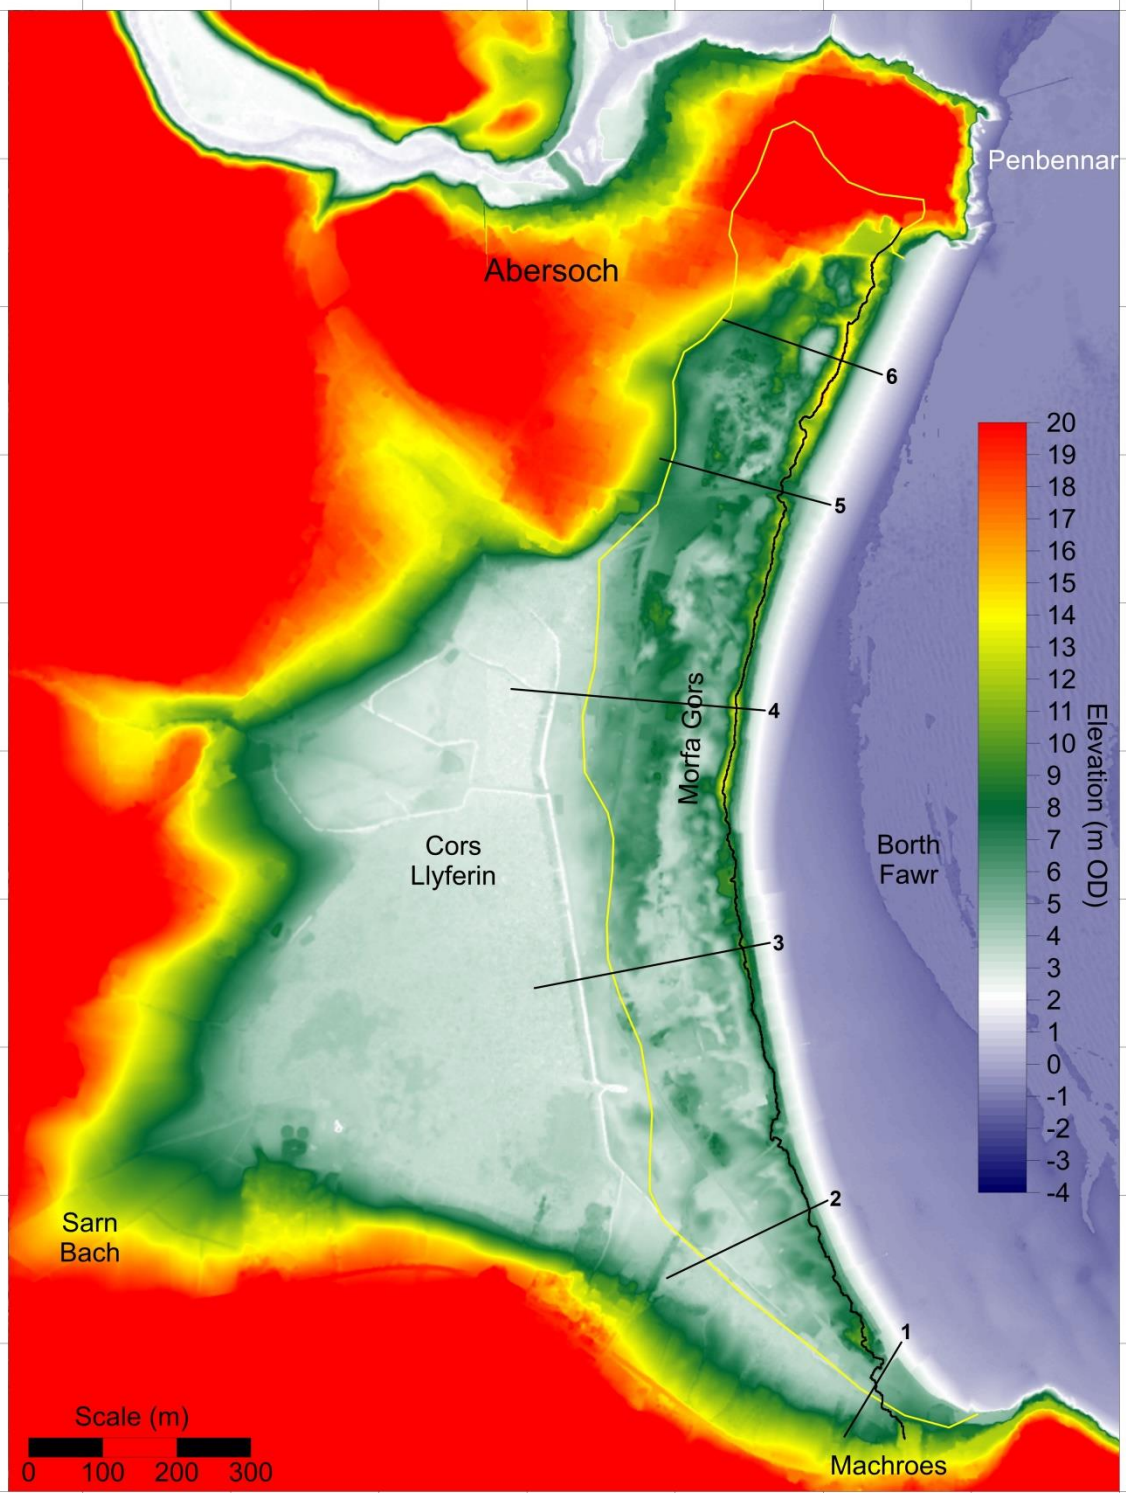 Penbennar
Abersoch
6
5
4
3
2
1
Morfa Gors
Cors
Llyferin
Borth
Fawr
20
19
18
17
16
15
14
13
12
11
10
9
8
7
6
5
4
3
2
1
0
-1
-2
-3
-4
Elevation (m OD)
Sarn
Bach
Machroes
Scale (m)
0 100 200 300